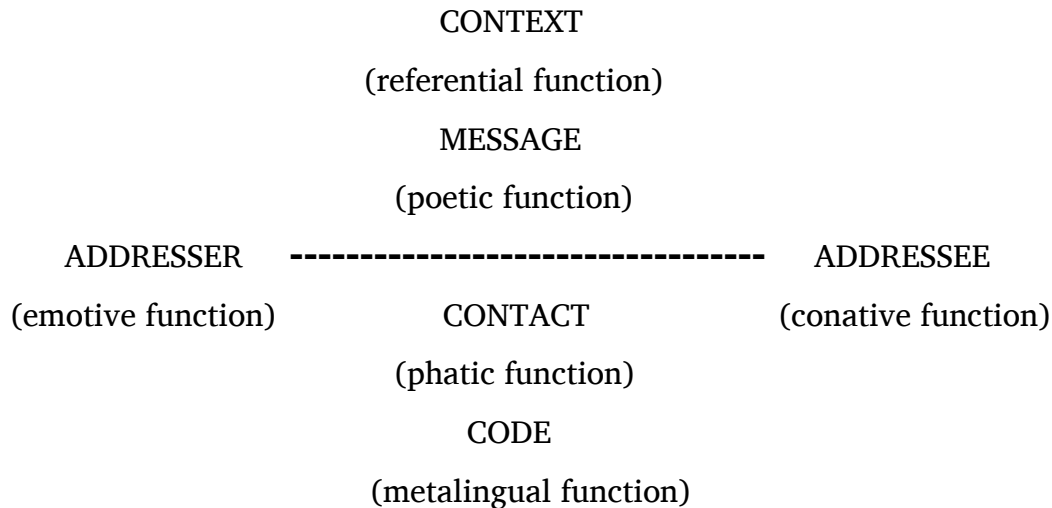 CONTEXT
(referential function)
MESSAGE
(poetic function)
ADDRESSER ---------------------------------- ADDRESSEE
(emotive function) CONTACT (conative function)
(phatic function)
CODE
(metalingual function)